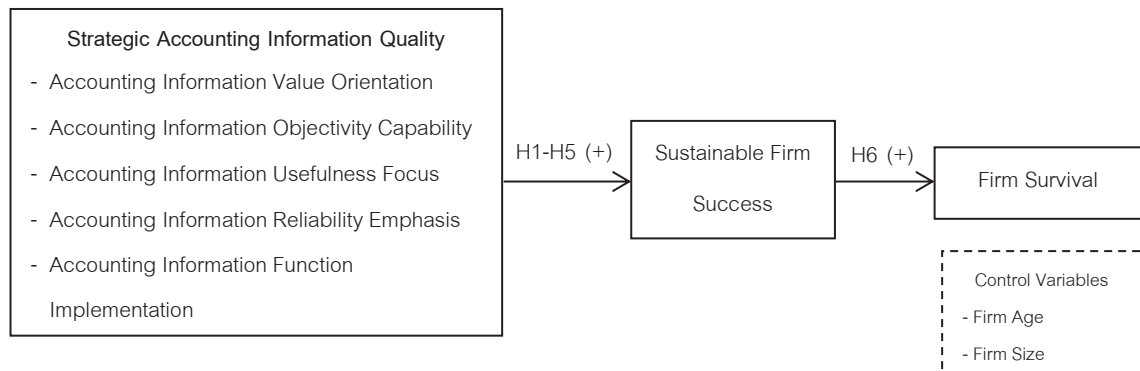 Strategic Accounting Information Quality
- Accounting Information Value Orientation
- Accounting Information Objectivity Capability
- Accounting Information Usefulness Focus
- Accounting Information Reliability Emphasis
- Accounting Information Function
Implementation
H1-H5 (+)
Sustainable Firm
Success
H6 (+)
Firm Survival
Control Variables
- Firm Age
- Firm Size